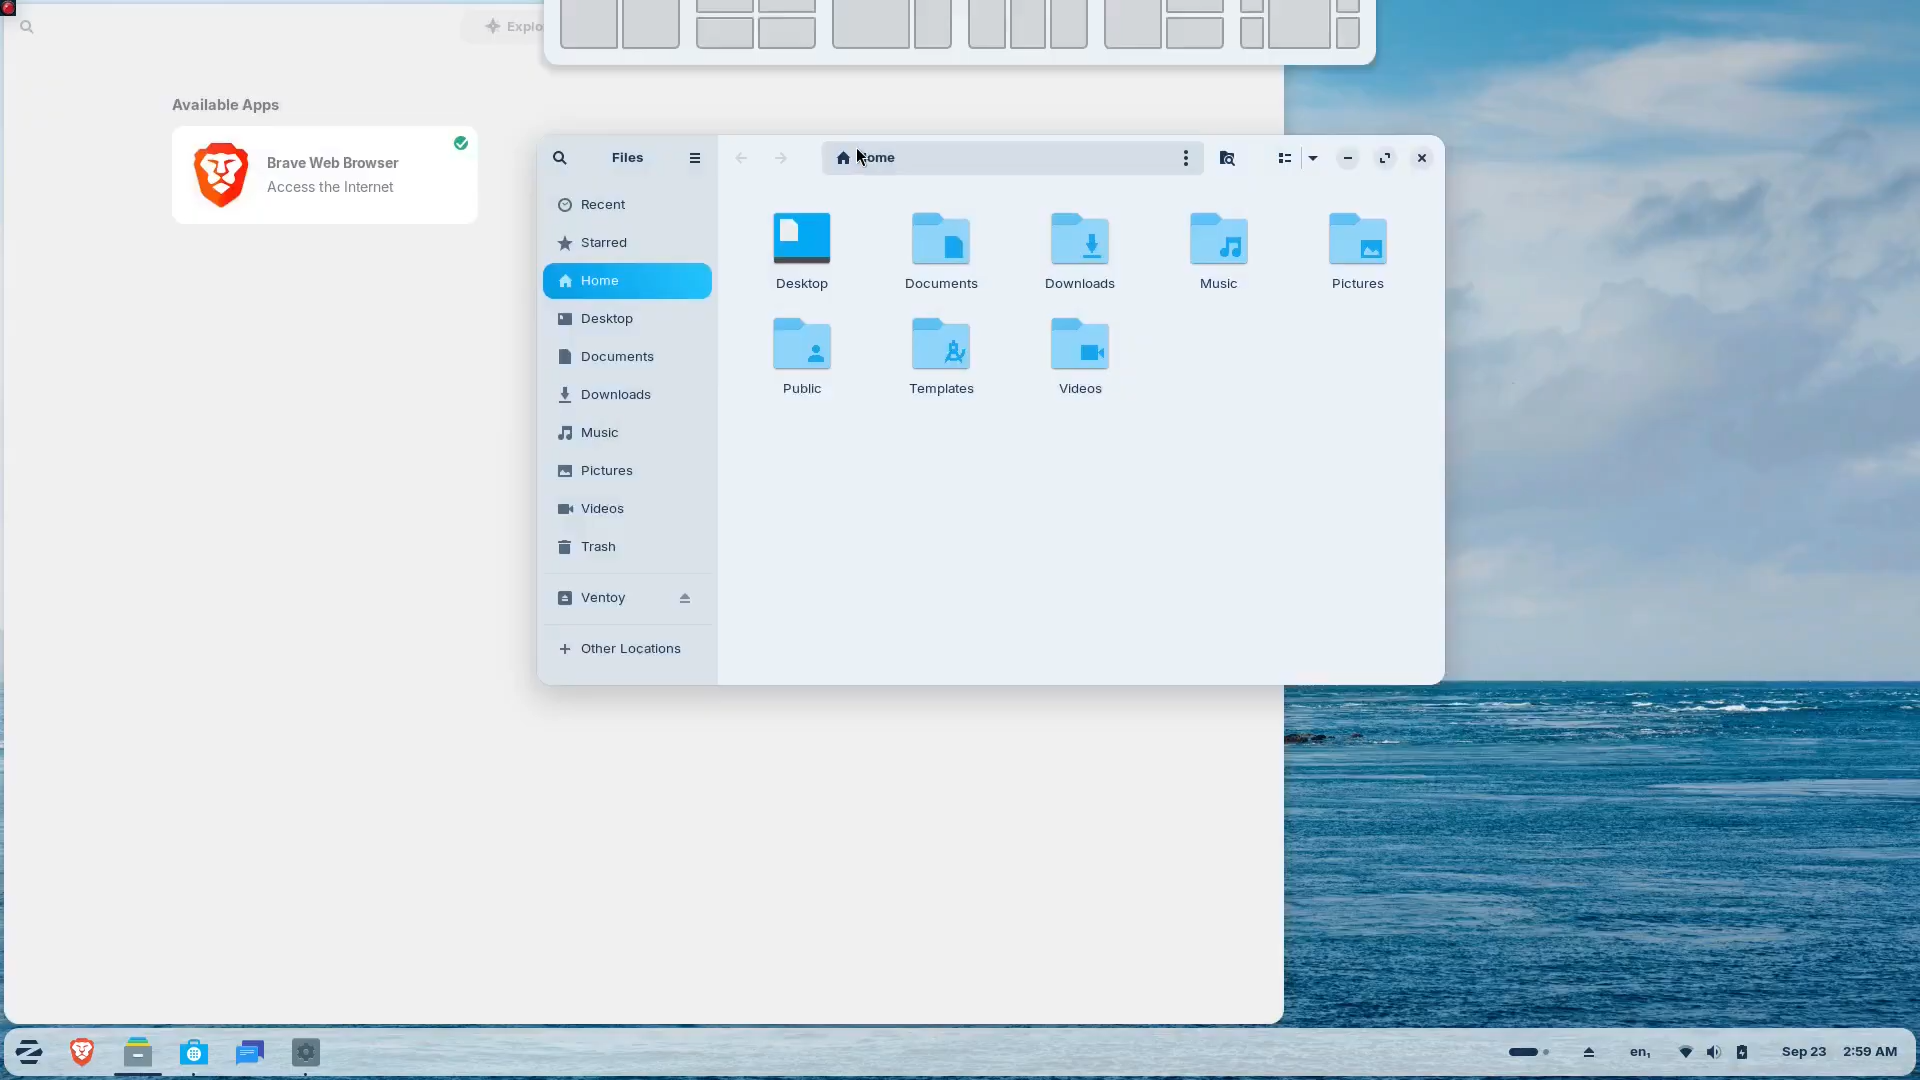 Explo
Available Apps
Brave Web Browser
Access the Internet
Files
Home
Recent
Starred
Home
Desktop
Documents
Downloads
Music
Pictures
Videos
Trash
Ventoy
Other Locations
Desktop
Documents
Downloads
Music
Pictures
Public
Templates
Videos
en,
Sep 23
2:59 AM